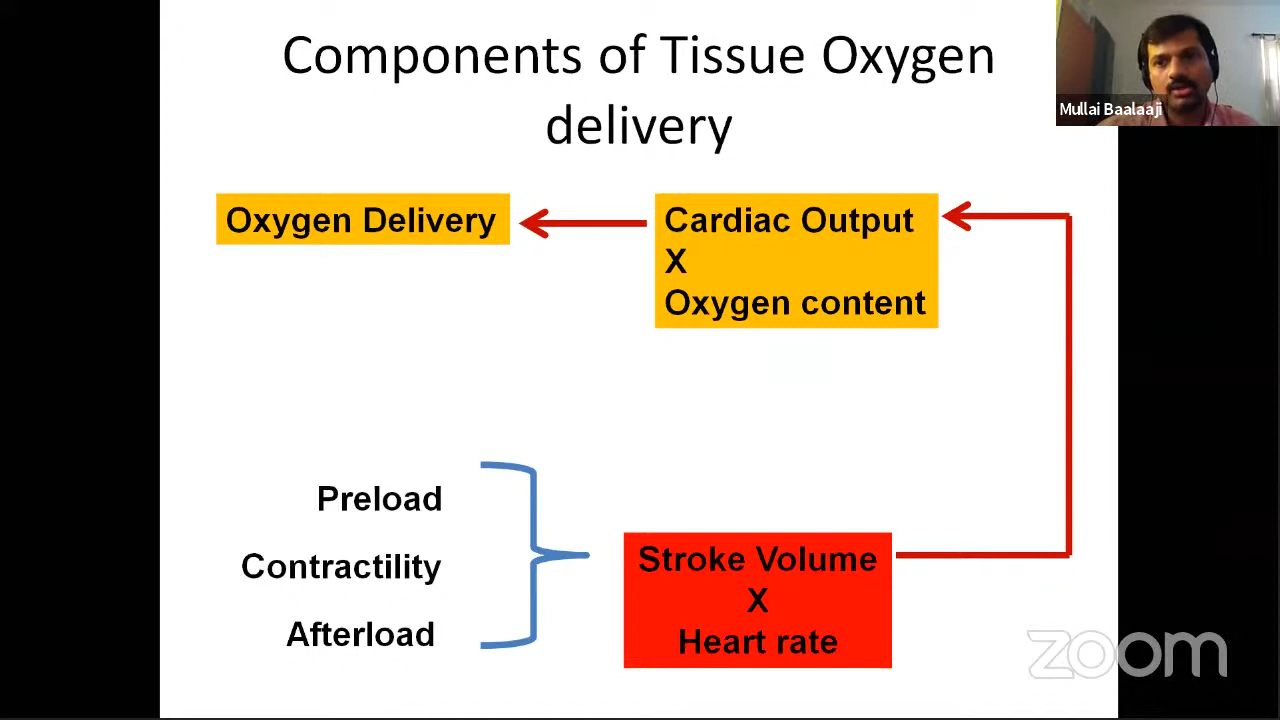 Components of Tissue Oxygen
delivery
Mullai Baalaaji
Oxygen Delivery
Cardiac Output
X
Oxygen content
Preload
Contractility
Afterload
Stroke Volume
X
Heart rate
zoom